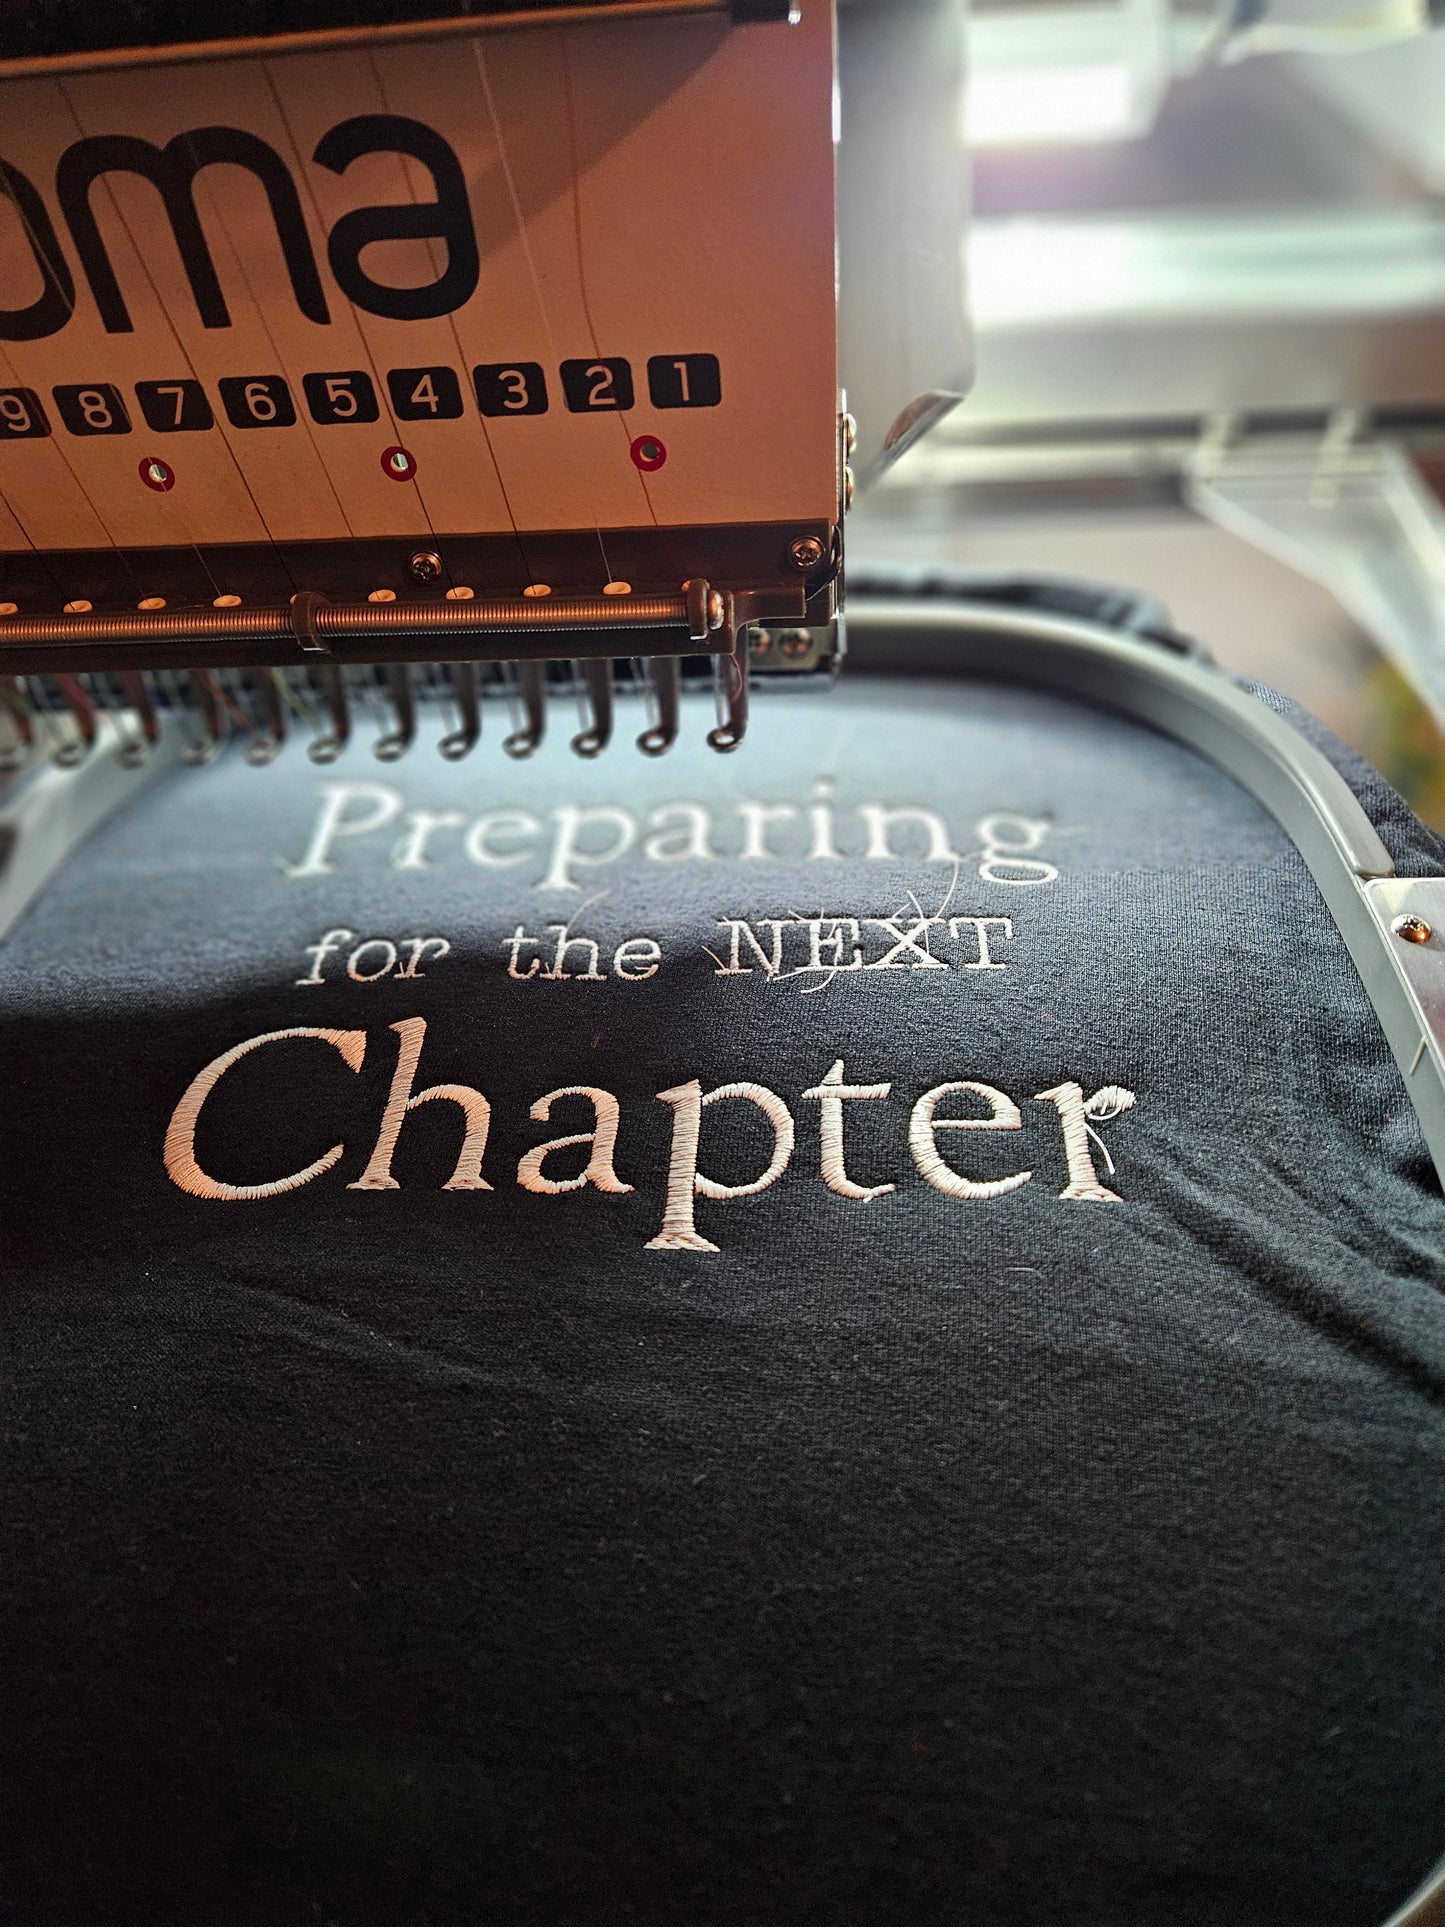 oma
9 8 7 6 5 4 3 2 1
Preparing
for the NEXT
Chapter